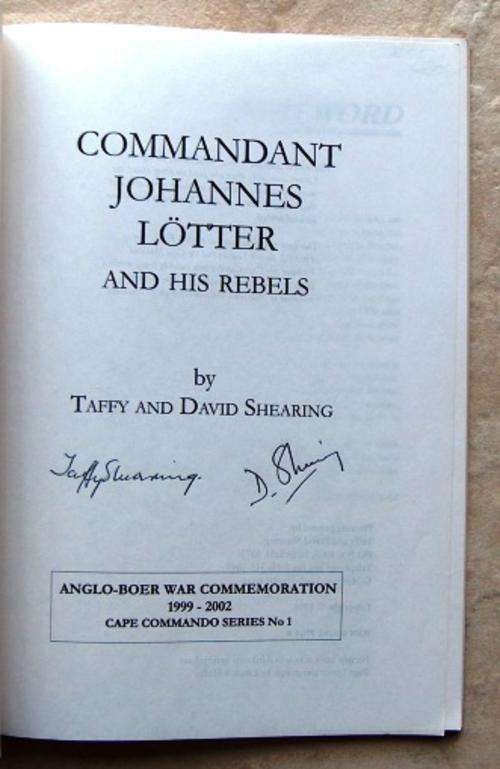 COMMANDANT
JOHANNES
LÖTTER
AND HIS REBELS
by
TAFFY AND DAVID SHEARING
Taffy Shearing.
D. Shearing
ANGLO-BOER WAR COMMEMORATION
1999 - 2002
CAPE COMMANDO SERIES No 1